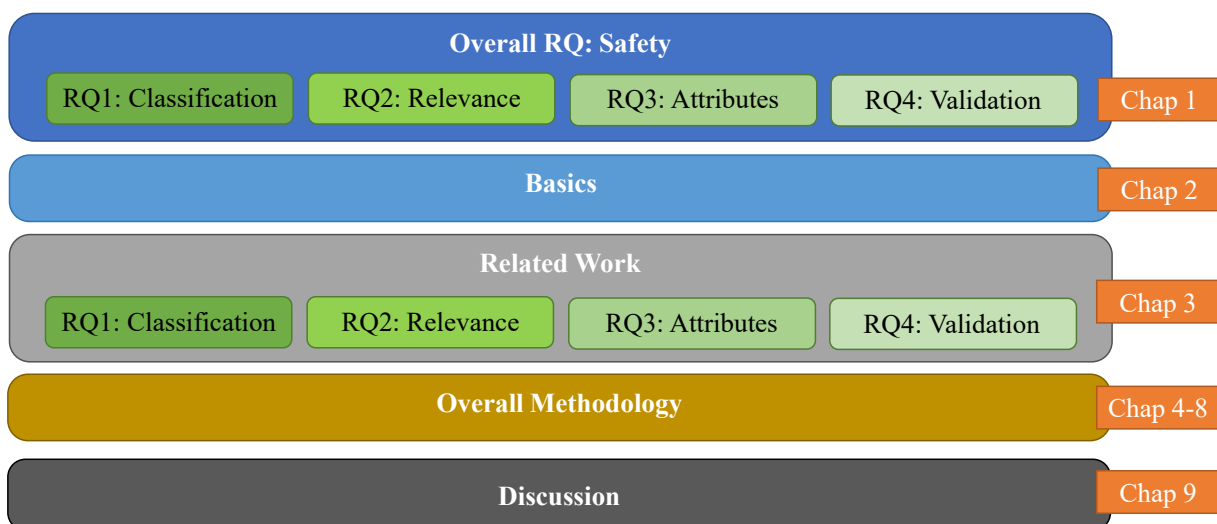 Overall RQ: Safety
RQ1: Classification
RQ2: Relevance
RQ3: Attributes
RQ4: Validation
Chap 1
Basics
Chap 2
Related Work
RQ1: Classification
RQ2: Relevance
RQ3: Attributes
RQ4: Validation
Chap 3
Overall Methodology
Chap 4-8
Discussion
Chap 9